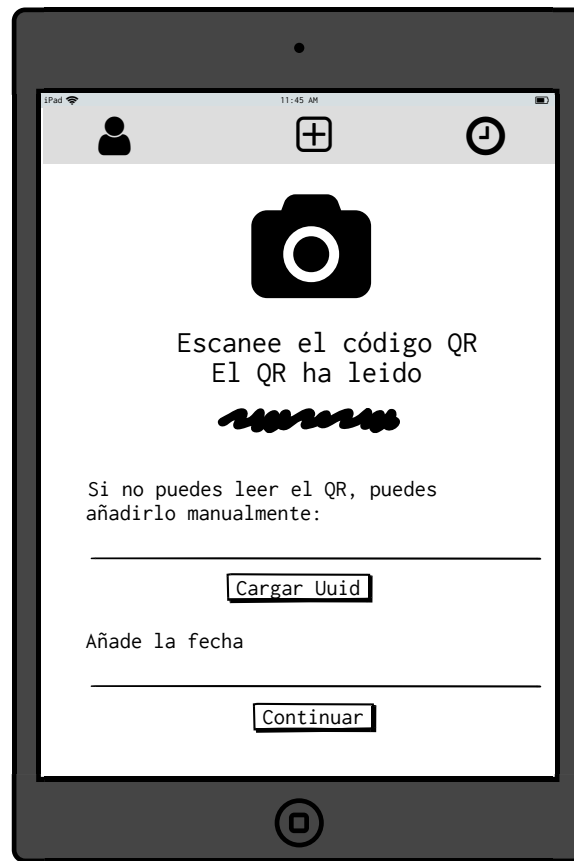 iPad 11:45 AM
Escanee el código QR
El QR ha leido
Si no puedes leer el QR, puedes
añadirlo manualmente:
Cargar Uuid
Añade la fecha
Continuar